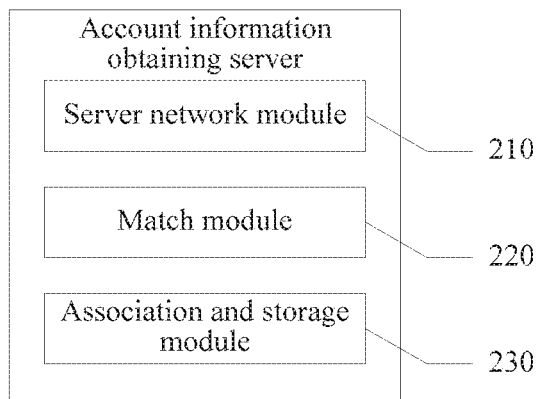 Account information
obtaining server
Server network module
210
Match module
220
Association and storage
module
230